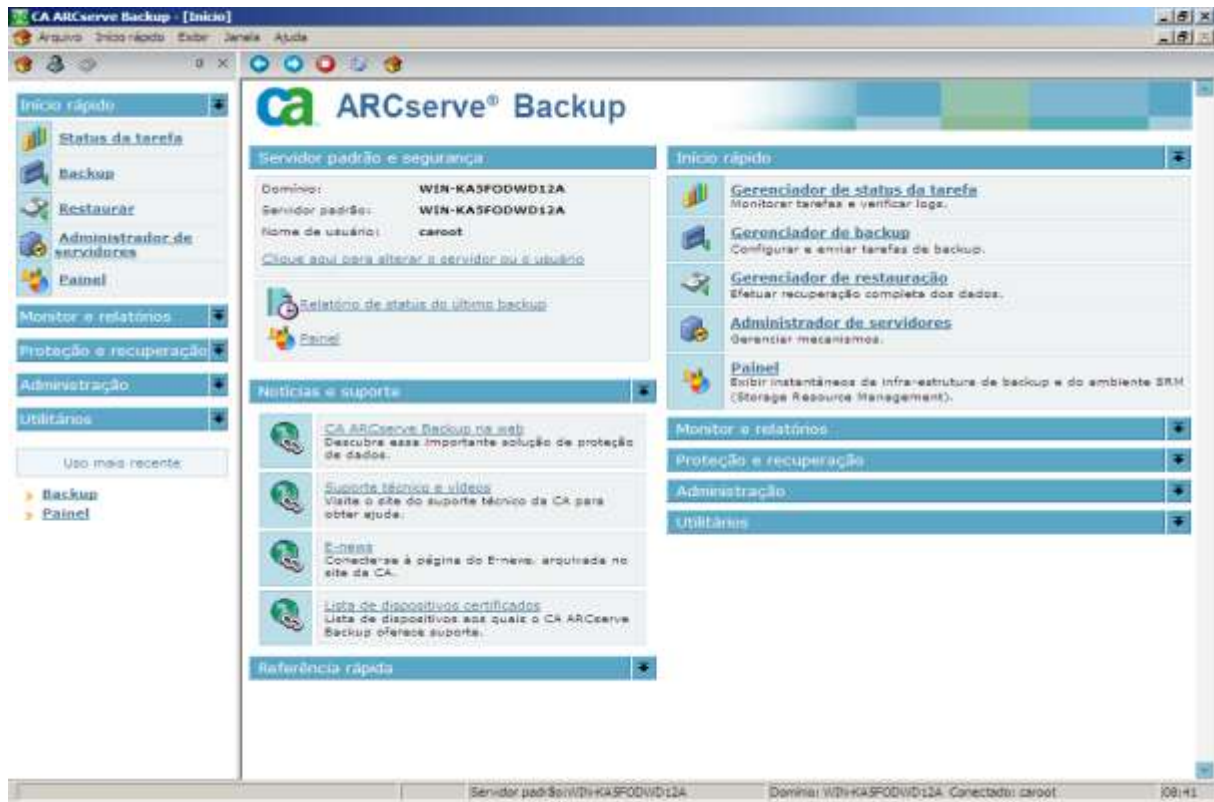 CA ARCserve Backup - [Início]
Arquivo Início rápido Exibir Janela Ajuda
Início rápido
Status da tarefa
Backup
Restaurar
Administrador de
servidores
Painel
Monitor e relatórios
Proteção e recuperação
Administração
Utilitários
Uso mais recente
Backup
Painel
ca ARCserve® Backup
Servidor padrão e segurança
Domínio: WIN-KA5FODWD12A
Servidor padrão: WIN-KA5FODWD12A
Nome de usuário: caroot
Clique aqui para alterar o servidor ou o usuário
Relatório de status do último backup
Painel
Notícias e suporte
CA ARCserve Backup na web
Descubra essa importante solução de proteção
de dados.
Suporte técnico e vídeos
Visite o site do suporte técnico da CA para
obter ajuda.
E-news
Conecte-se à página do E-news, arquivada no
site da CA.
Lista de dispositivos certificados
Lista de dispositivos aos quais o CA ARCserve
Backup oferece suporte.
Referência rápida
Início rápido
Gerenciador de status da tarefa
Monitorar tarefas e verificar logs.
Gerenciador de backup
Configurar e enviar tarefas de backup.
Gerenciador de restauração
Efetuar recuperação completa dos dados.
Administrador de servidores
Gerenciar mecanismos.
Painel
Exibir instantâneos da infra-estrutura de backup e do ambiente SRM
(Storage Resource Management).
Monitor e relatórios
Proteção e recuperação
Administração
Utilitários
Servidor padrão:WIN-KA5FODWD12A Domínio: WIN-KA5FODWD12A Conectado: caroot 08:41